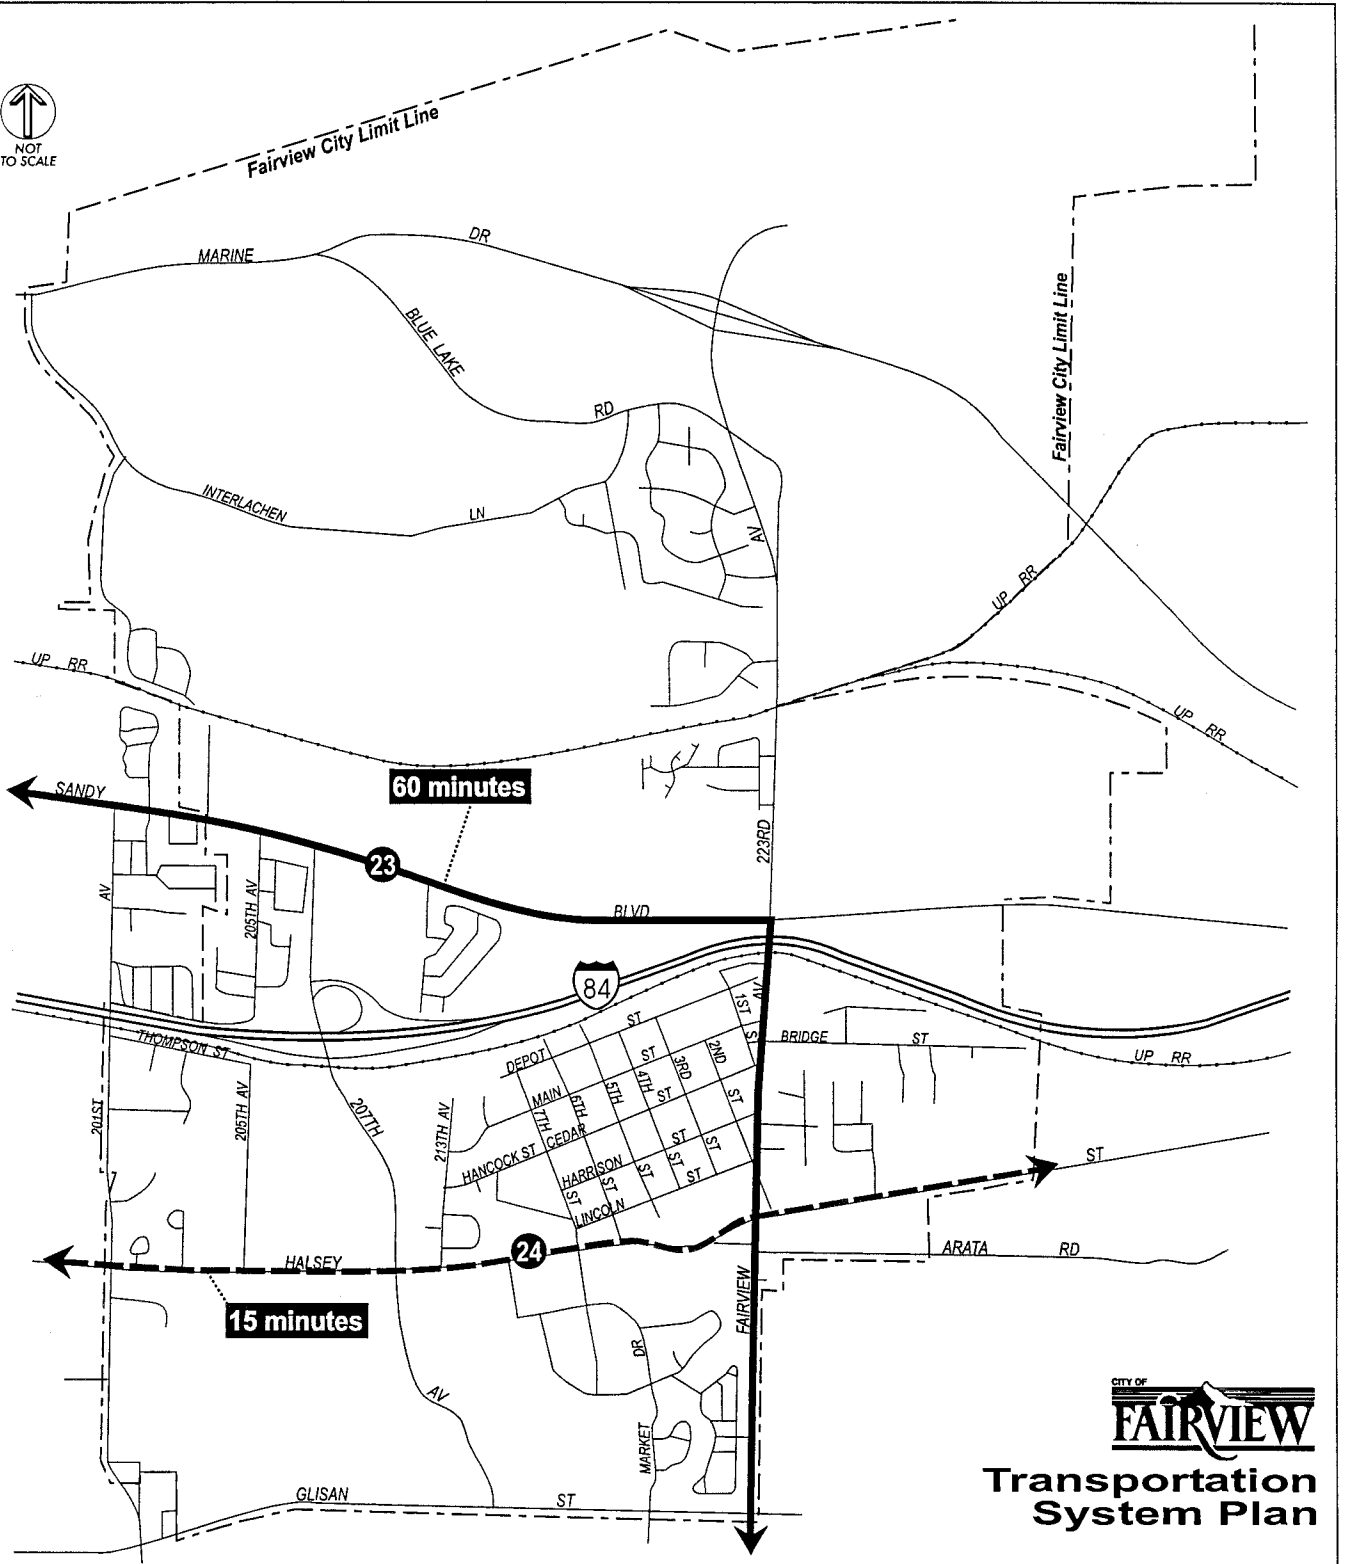 Fairview City Limit Line
NOT
TO SCALE
MARINE
DR
BLUE LAKE
RD
Fairview City Limit Line
INTERLACHEN
LN
AV
UP RR
UP RR
UP RR
SANDY
60 minutes
23
223RD
AV
205TH AV
BLVD
84
THOMPSON ST
DEPOT
ST
1ST
ST
AV
BRIDGE
ST
UP RR
201ST
205TH AV
207TH
213TH AV
MAIN
ST
7TH
ST
6TH
ST
5TH
ST
4TH
ST
3RD
ST
2ND
ST
HANCOCK ST
CEDAR
ST
HARRISON
ST
LINCOLN
ST
ST
24
HALSEY
15 minutes
ARATA
RD
FAIRVIEW
DR
AV
MARKET
GLISAN
ST
CITY OF
FAIRVIEW
Transportation
System Plan